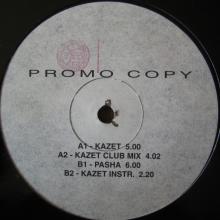 PROMO COPY
A1 - KAZET 5.00
A2 - KAZET CLUB MIX 4.02
B1 - PASHA 6.00
B2 - KAZET INSTR. 2.20